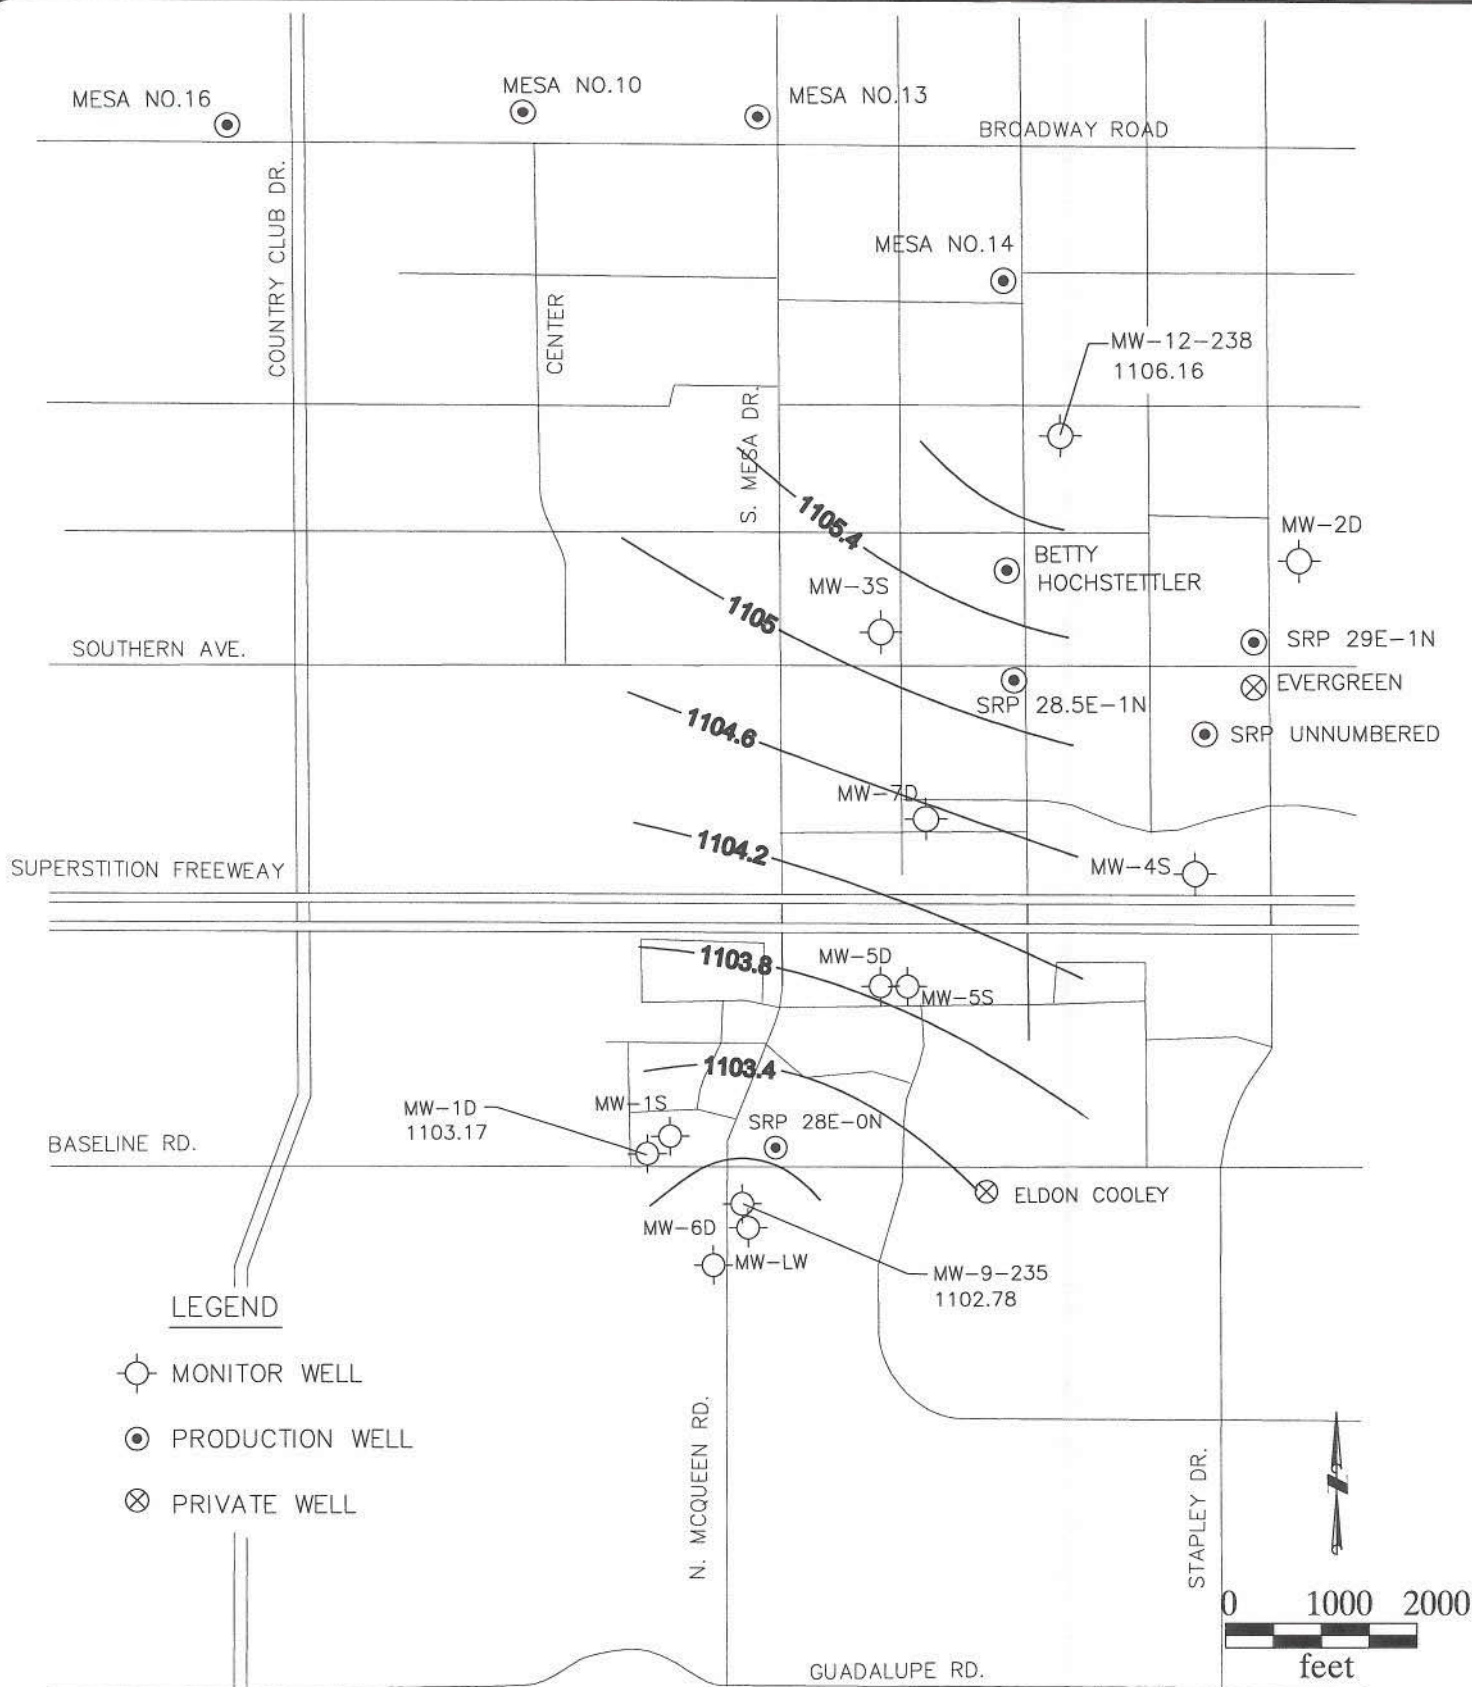 MESA NO.16
MESA NO.10
MESA NO.13
BROADWAY ROAD
COUNTRY CLUB DR.
MESA NO.14
CENTER
MW-12-238
1106.16
S. MESA DR.
1105.4
MW-2D
BETTY
HOCHSTETTLER
MW-3S
1105
SOUTHERN AVE.
SRP 29E-1N
EVERGREEN
SRP 28.5E-1N
1104.6
SRP UNNUMBERED
MW-7D
1104.2
SUPERSTITION FREEWEAY
MW-4S
1103.8
MW-5D
MW-5S
1103.4
MW-1D
1103.17
MW-1S
SRP 28E-0N
BASELINE RD.
ELDON COOLEY
MW-6D
MW-LW
MW-9-235
1102.78
LEGEND
MONITOR WELL
PRODUCTION WELL
PRIVATE WELL
N. MCQUEEN RD.
STAPLEY DR.
N
0 1000 2000
feet
GUADALUPE RD.